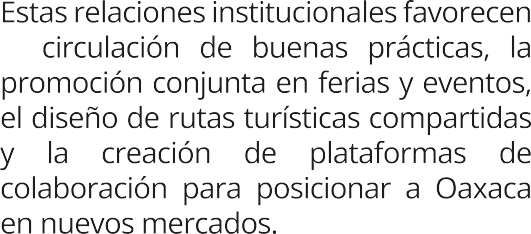 Estas relaciones institucionales favorecen
circulación de buenas prácticas, la
promoción conjunta en ferias y eventos,
el diseño de rutas turísticas compartidas
y la creación de plataformas de
colaboración para posicionar a Oaxaca
en nuevos mercados.